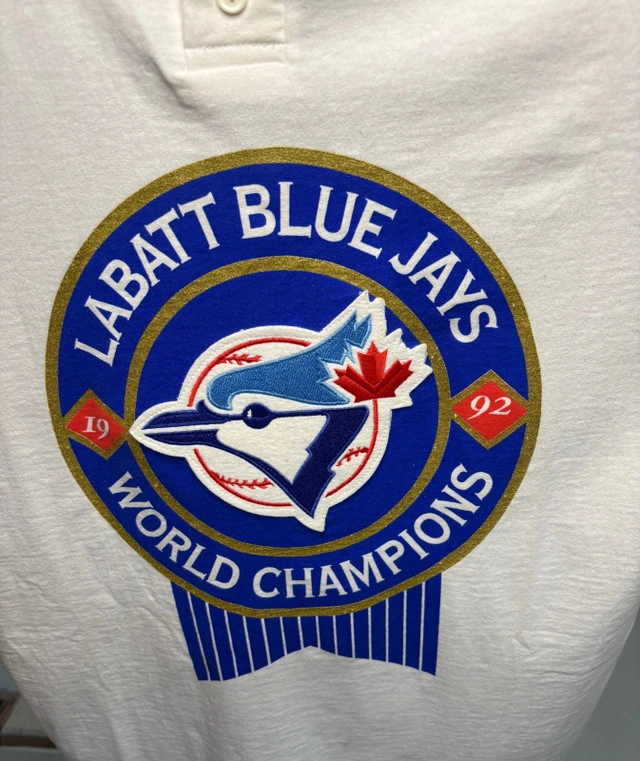 LABATT BLUE JAYS
19 92
WORLD CHAMPIONS